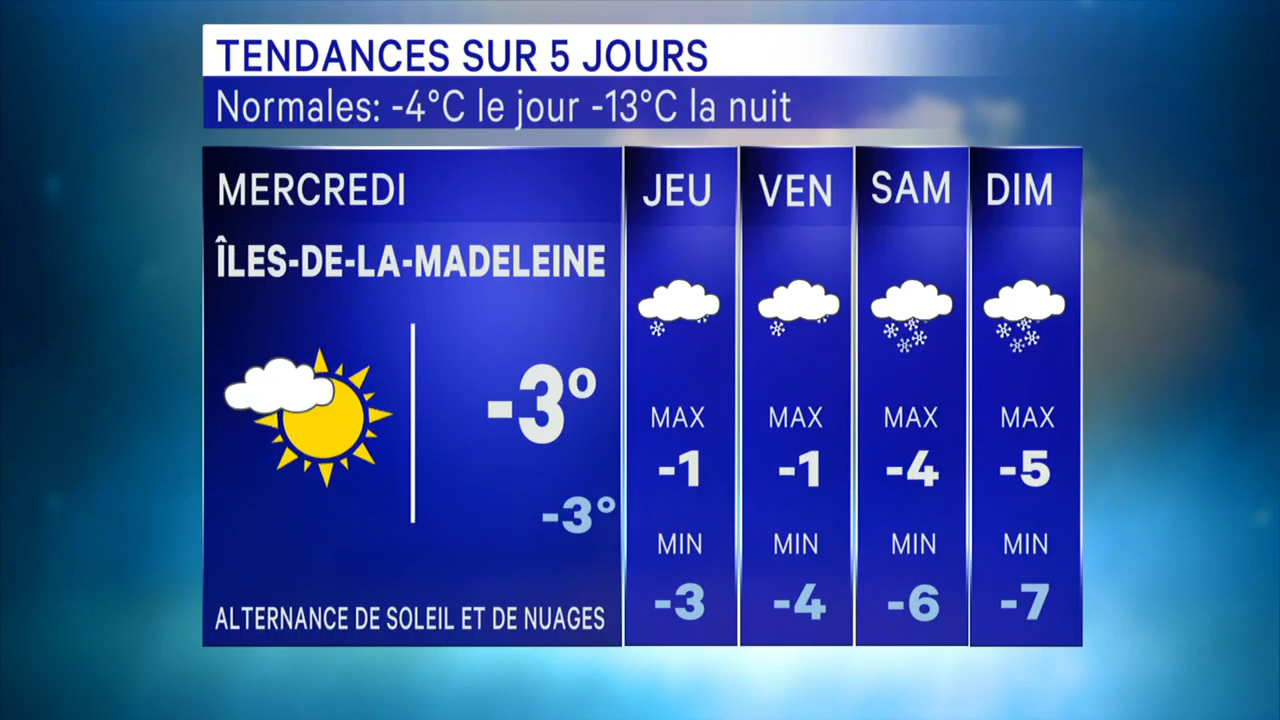 TENDANCES SUR 5 JOURS
Normales: -4°C le jour -13°C la nuit
MERCREDI
ÎLES-DE-LA-MADELEINE
-3°
-3°
ALTERNANCE DE SOLEIL ET DE NUAGES
JEU
MAX
-1
MIN
-3
VEN
MAX
-1
MIN
-4
SAM
MAX
-4
MIN
-6
DIM
MAX
-5
MIN
-7